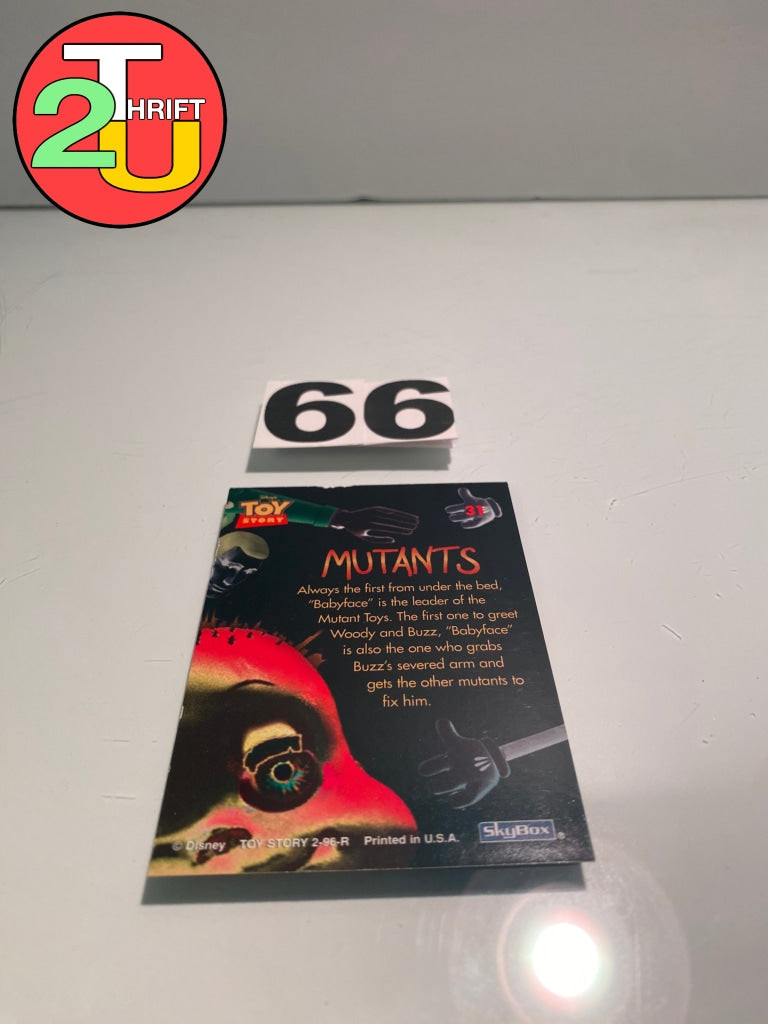 2TU
THRIFT
66
Disney's
TOY
STORY
31
MUTANTS
Always the first from under the bed,
"Babyface" is the leader of the
Mutant Toys. The first one to greet
Woody and Buzz, "Babyface"
is also the one who grabs
Buzz's severed arm and
gets the other mutants to
fix him.
© Disney TOY STORY 2-96-R Printed in U.S.A. SkyBox®